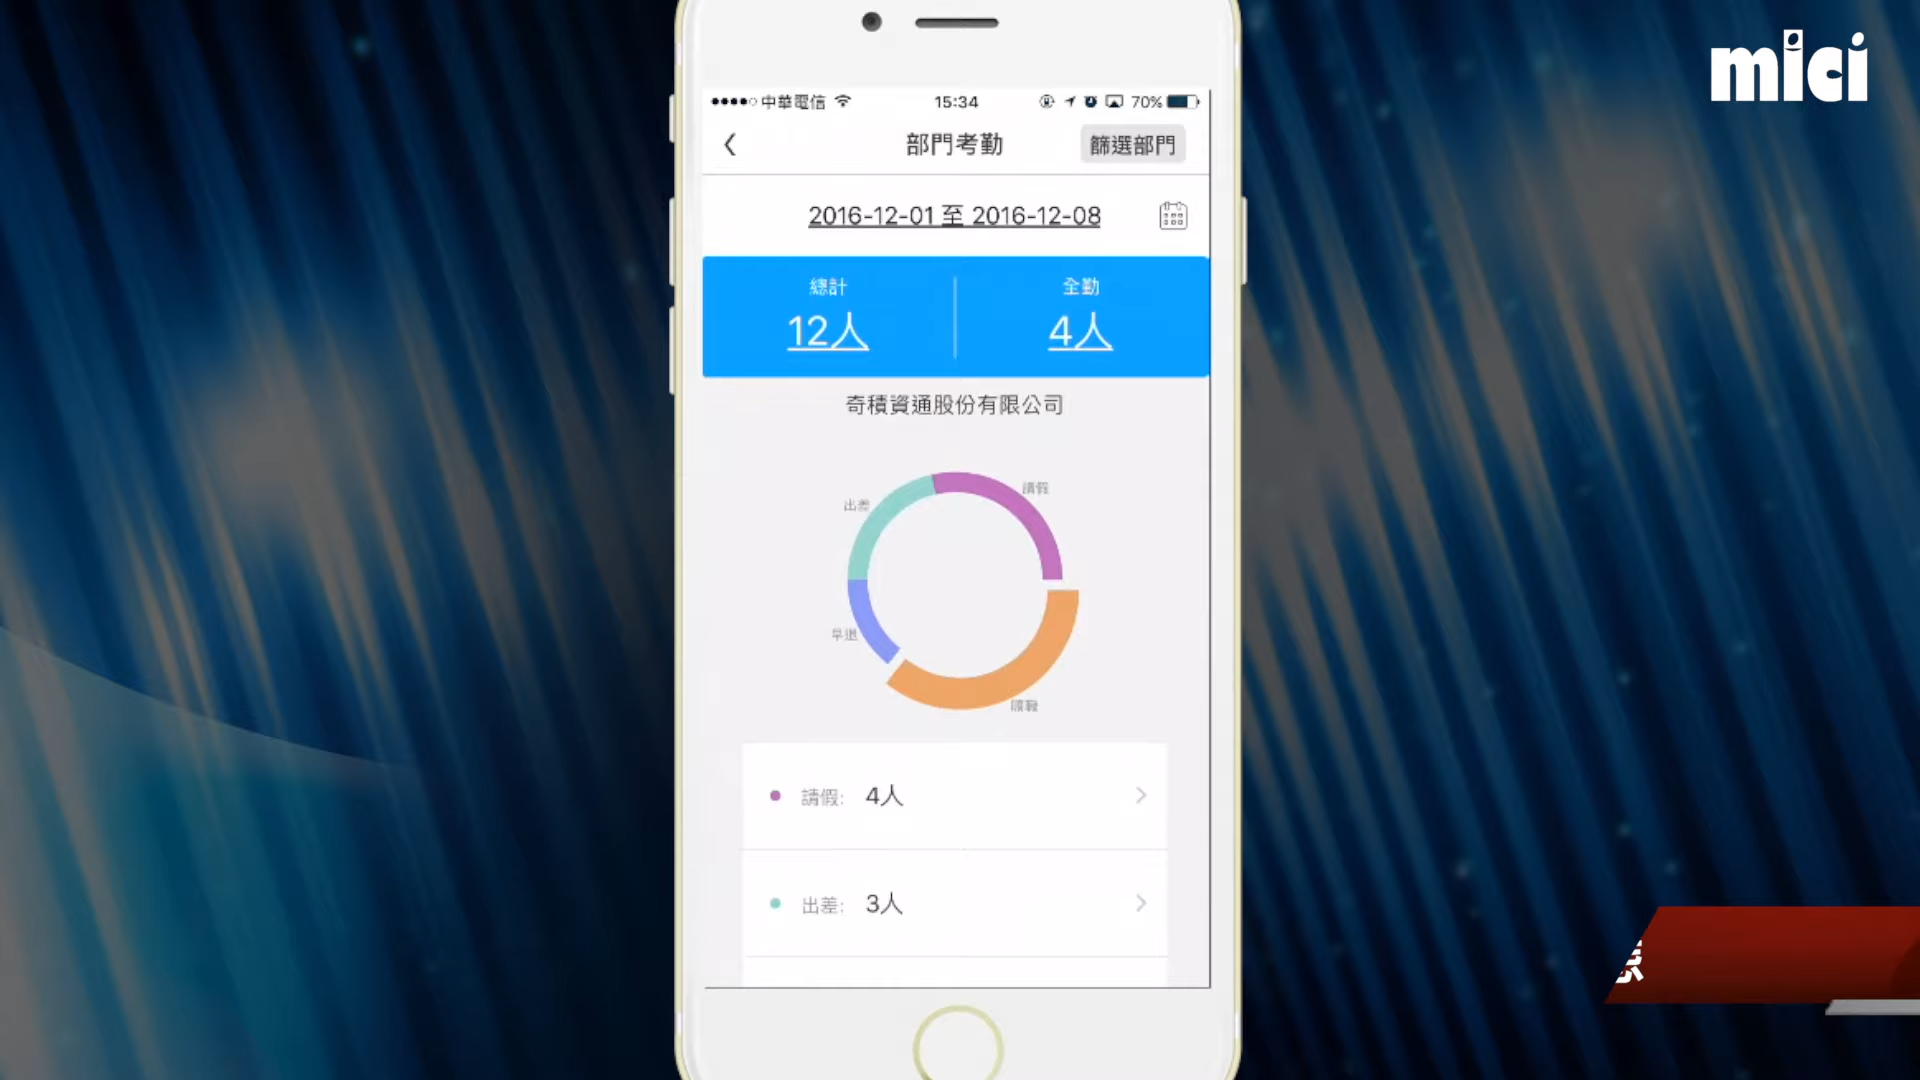 mici
中華電信
15:34
70%
部門考勤
篩選部門
2016-12-01 至 2016-12-08
總計
全勤
12人
4人
奇積資通股份有限公司
請假
出差
早退
曠職
請假: 4人
出差: 3人